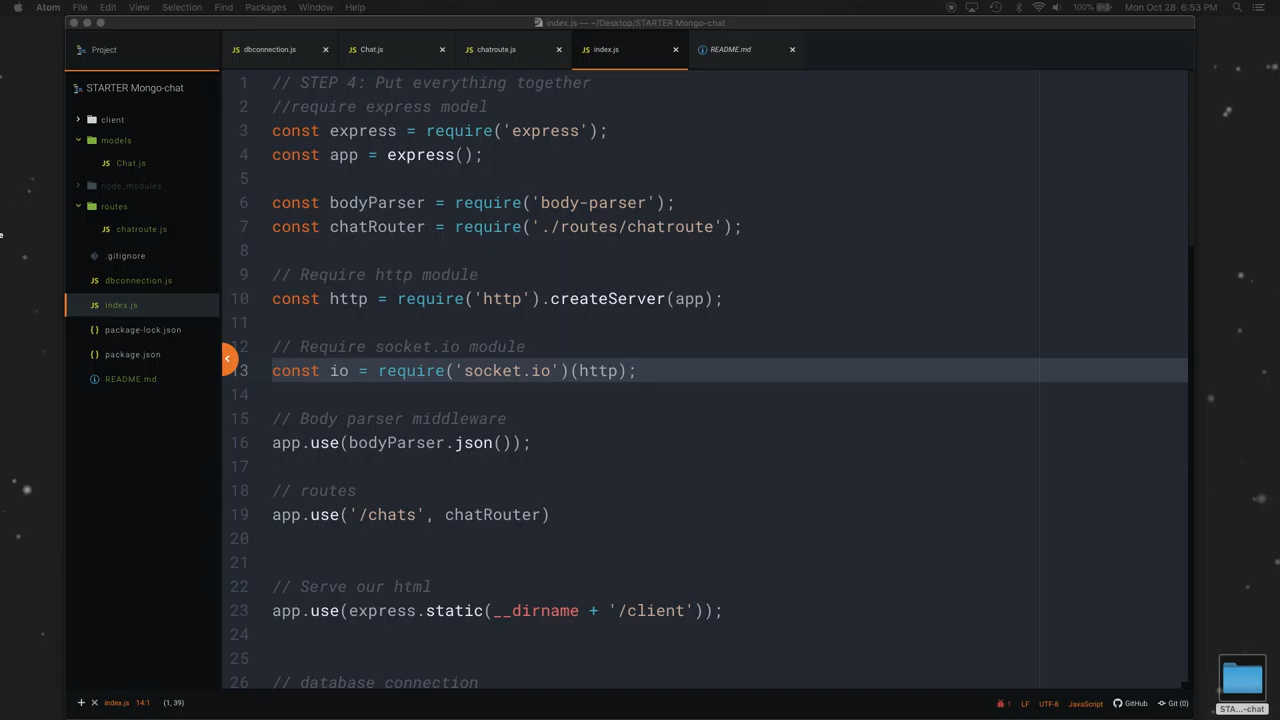 Atom File Edit View Selection Find Packages Window Help 100% Mon Oct 28 6:53 PM
index.js — ~/Desktop/STARTER Mongo-chat
Project
dbconnection.js
Chat.js
chatroute.js
index.js
README.md
STARTER Mongo-chat
client
models
Chat.js
node_modules
routes
chatroute.js
.gitignore
dbconnection.js
index.js
package-lock.json
package.json
README.md
1 // STEP 4: Put everything together
2 //require express model
3 const express = require('express');
4 const app = express();
5
6 const bodyParser = require('body-parser');
7 const chatRouter = require('./routes/chatroute');
8
9 // Require http module
10 const http = require('http').createServer(app);
11
12 // Require socket.io module
13 const io = require('socket.io')(http);
14
15 // Body parser middleware
16 app.use(bodyParser.json());
17
18 // routes
19 app.use('/chats', chatRouter)
20
21
22 // Serve our html
23 app.use(express.static(__dirname + '/client'));
24
25
26 // database connection
index.js 14:1 (1, 39)
1 LF UTF-8 JavaScript GitHub Git (0)
STA...-chat